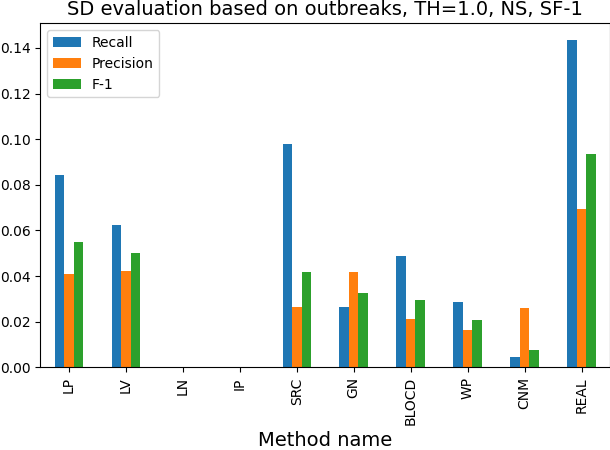 SD evaluation based on outbreaks, TH=1.0, NS, SF-1
Recall
Precision
F-1
0.14
0.12
0.10
0.08
0.06
0.04
0.02
0.00
LP
LV
LN
IP
SRC
GN
BLOCD
WP
CNM
REAL
Method name